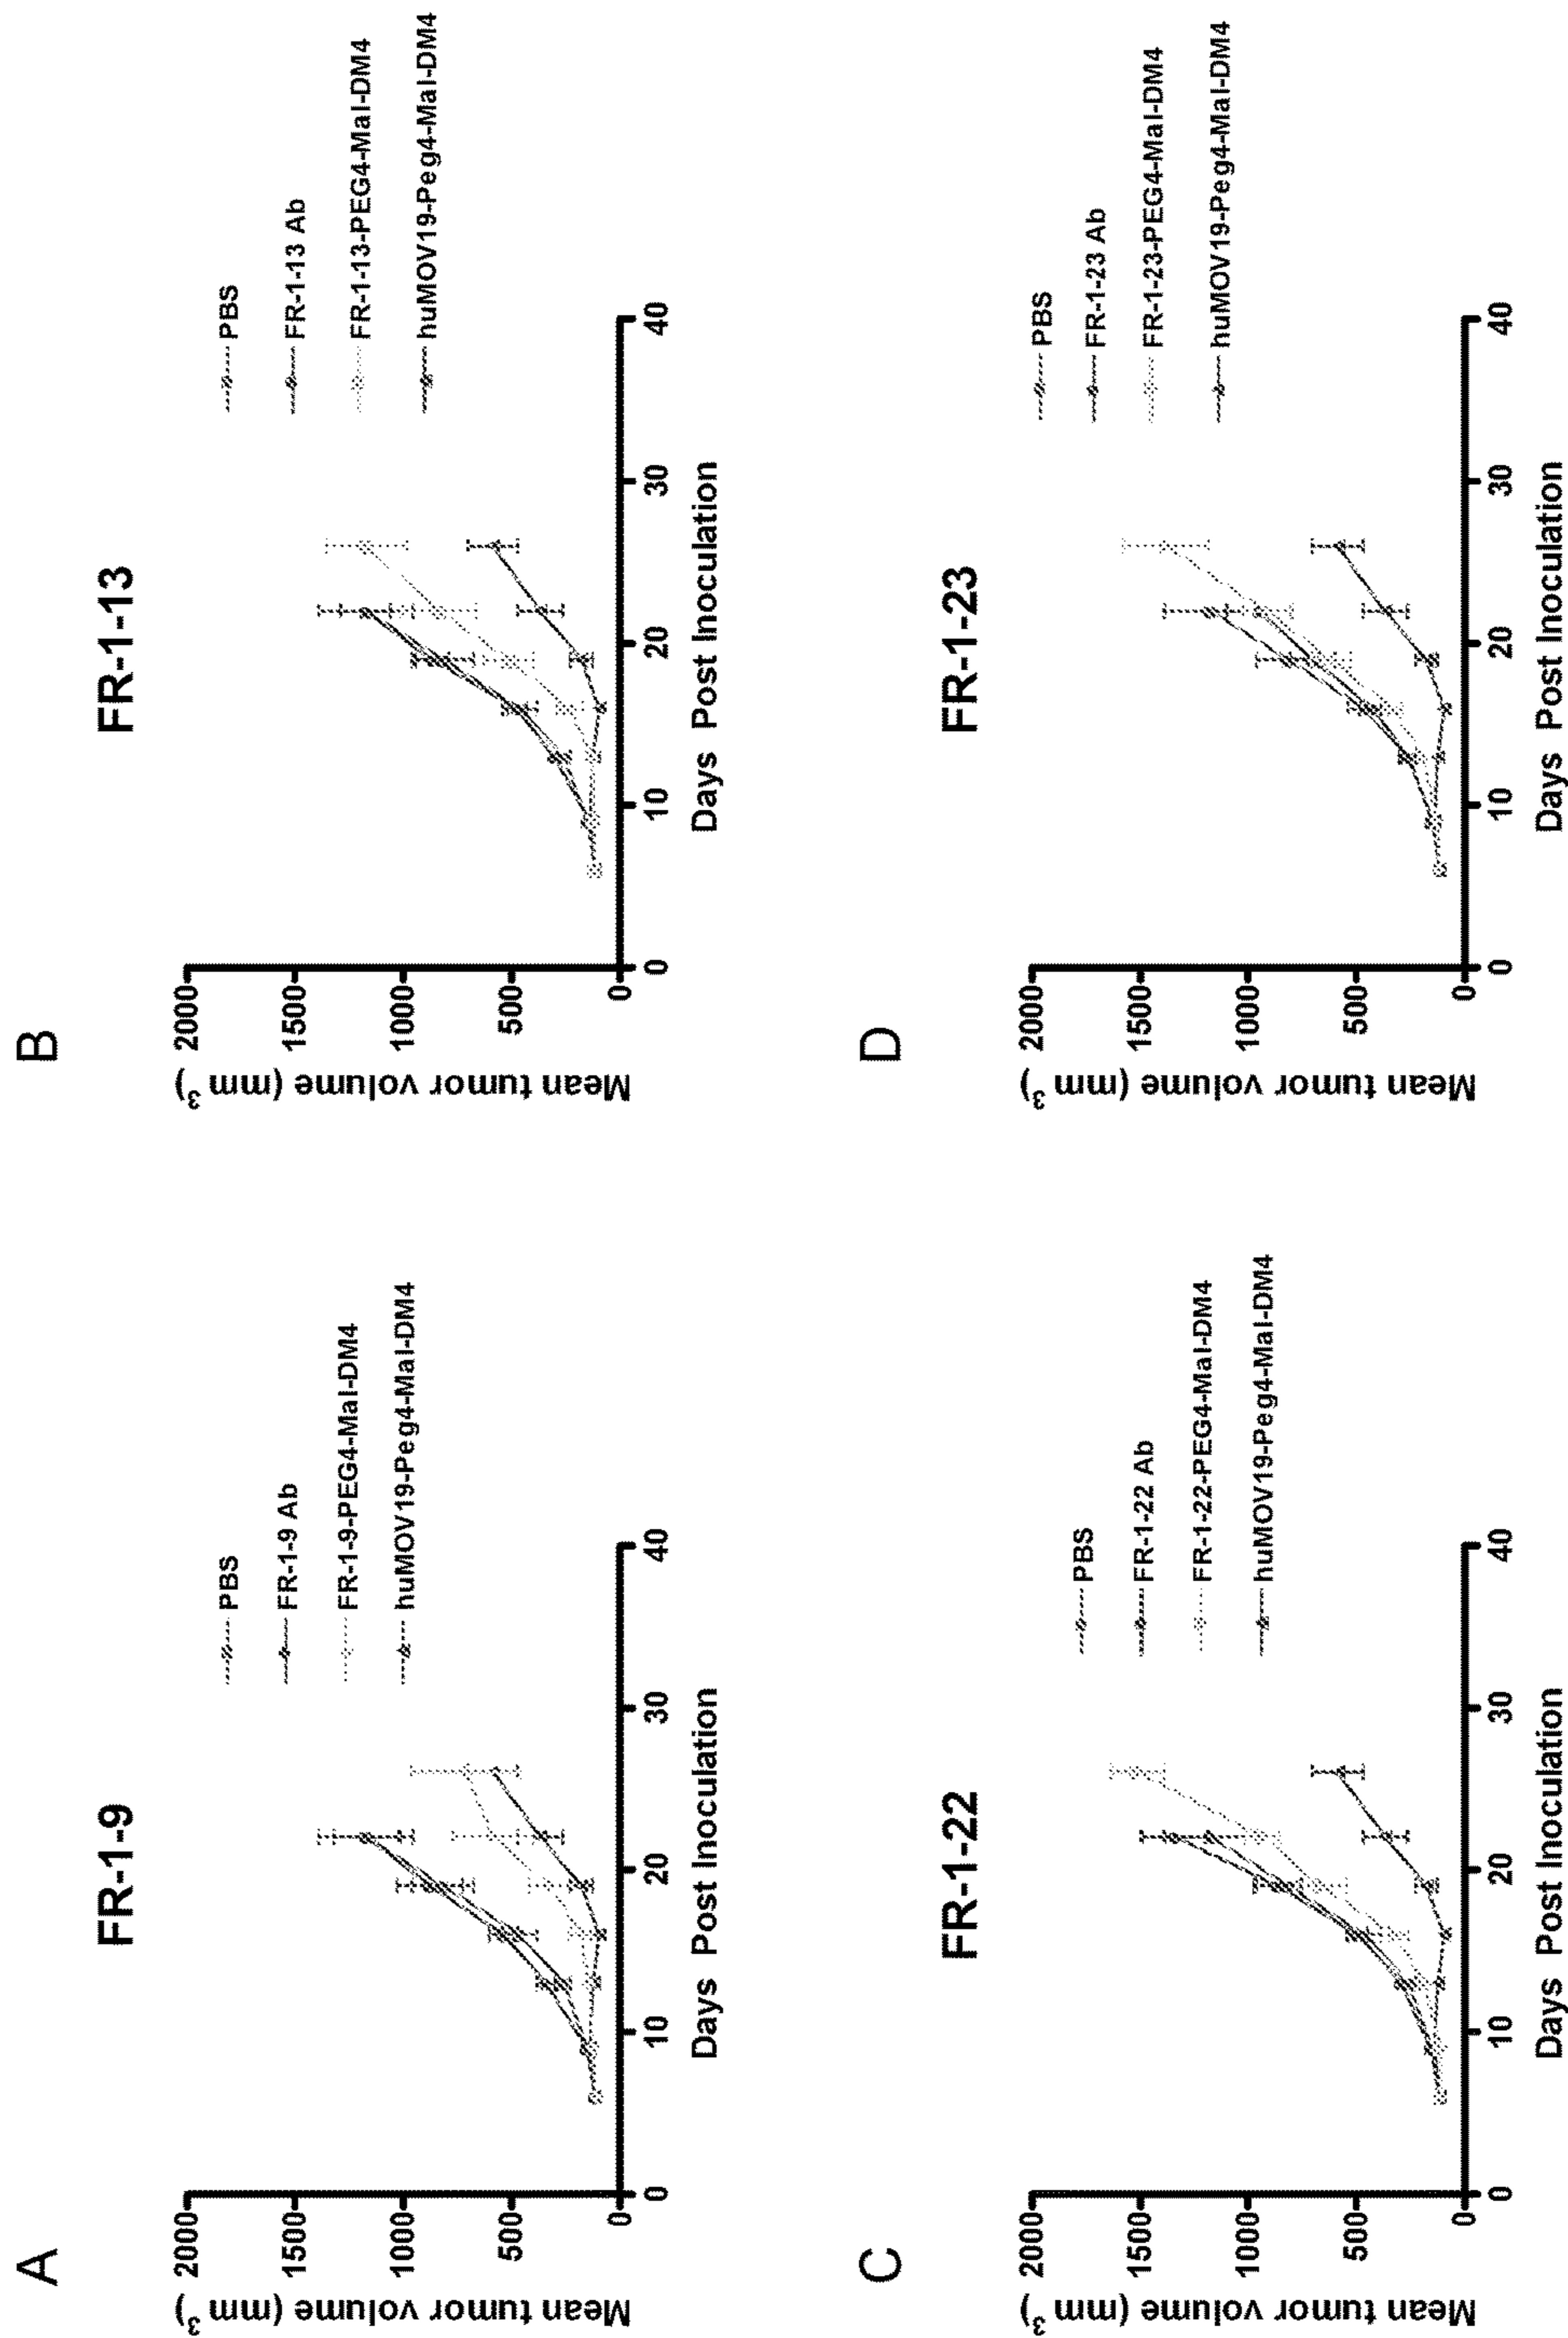 A
FR-1-9
Mean tumor volume (mm 3)
2000
1500
1000
500
0
0
10
20
30
40
Days Post Inoculation
PBS
FR-1-9 Ab
FR-1-9-PEG4-Mal-DM4
huMOV19-Peg4-Mal-DM4
B
FR-1-13
Mean tumor volume (mm 3)
2000
1500
1000
500
0
0
10
20
30
40
Days Post Inoculation
PBS
FR-1-13 Ab
FR-1-13-PEG4-Mal-DM4
huMOV19-Peg4-Mal-DM4
C
FR-1-22
Mean tumor volume (mm 3)
2000
1500
1000
500
0
0
10
20
30
40
Days Post Inoculation
PBS
FR-1-22 Ab
FR-1-22-PEG4-Mal-DM4
huMOV19-Peg4-Mal-DM4
D
FR-1-23
Mean tumor volume (mm 3)
2000
1500
1000
500
0
0
10
20
30
40
Days Post Inoculation
PBS
FR-1-23 Ab
FR-1-23-PEG4-Mal-DM4
huMOV19-Peg4-Mal-DM4